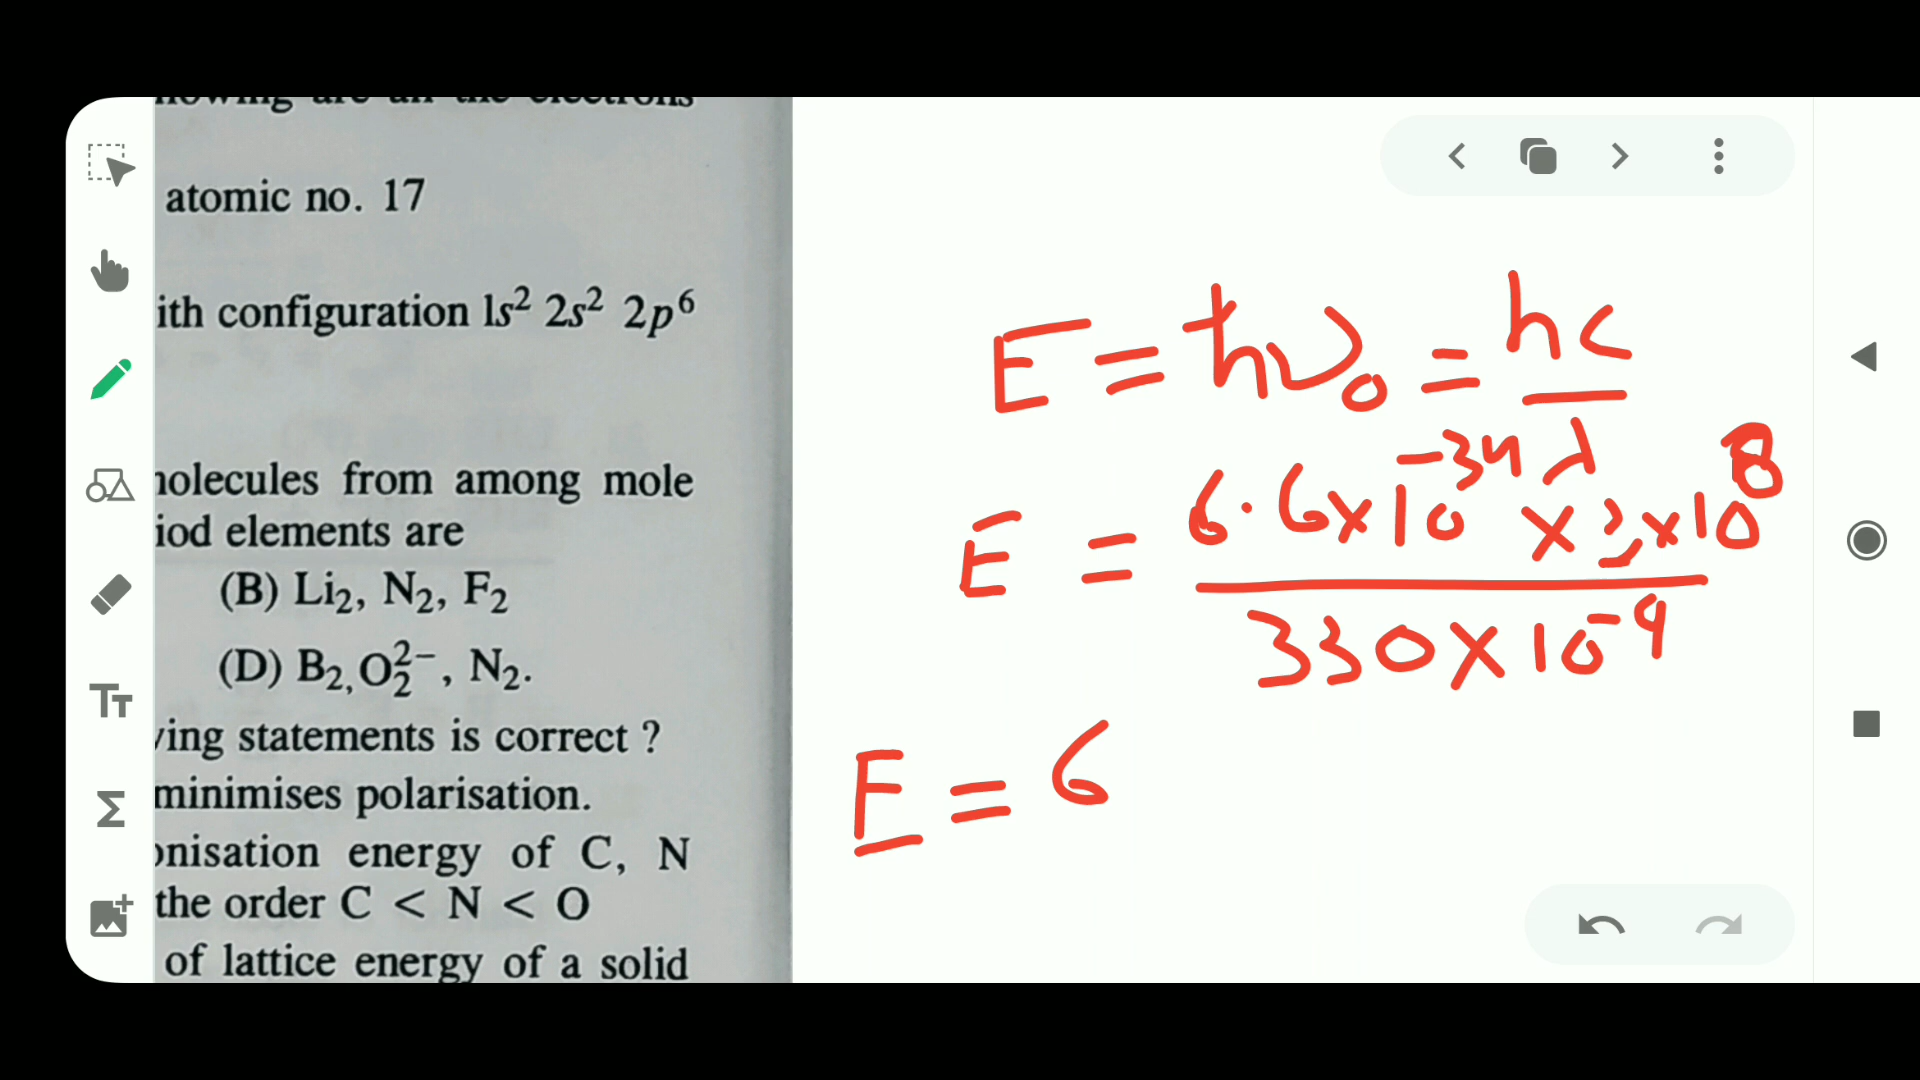 atomic no. 17
ith configuration 1s² 2s² 2p⁶
molecules from among mole
iod elements are
(B) Li₂, N₂, F₂
(D) B₂, O₂²⁻, N₂.
ving statements is correct ?
minimises polarisation.
onisation energy of C, N
the order C < N < O
of lattice energy of a solid
E = hν₀ = hc / λ
E = 6.6×10⁻³⁴ × 3×10⁸ / 330×10⁻⁹
E = 6
Tт
Σ